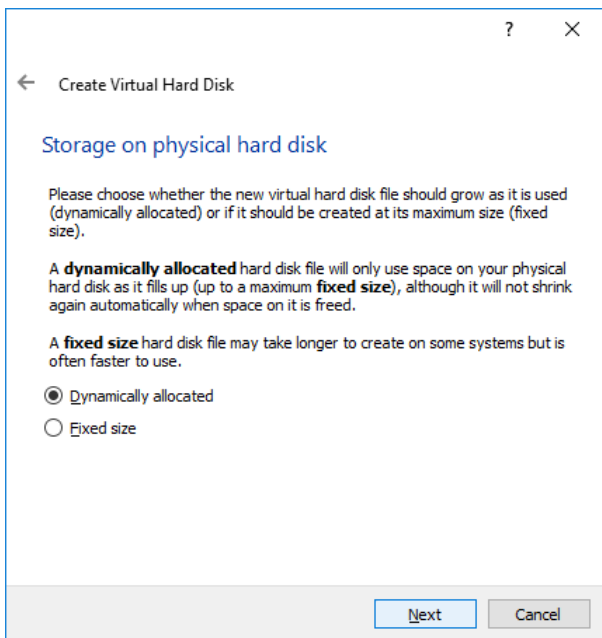 ?
Create Virtual Hard Disk
Storage on physical hard disk
Please choose whether the new virtual hard disk file should grow as it is used
(dynamically allocated) or if it should be created at its maximum size (fixed
size).
A dynamically allocated hard disk file will only use space on your physical
hard disk as it fills up (up to a maximum fixed size), although it will not shrink
again automatically when space on it is freed.
A fixed size hard disk file may take longer to create on some systems but is
often faster to use.
Dynamically allocated
Fixed size
Next Cancel